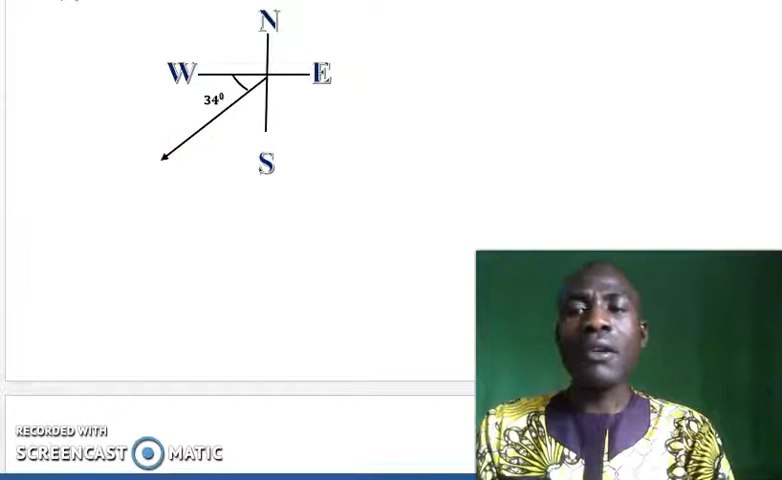 N
W E
34⁰
S
RECORDED WITH
SCREENCAST MATIC